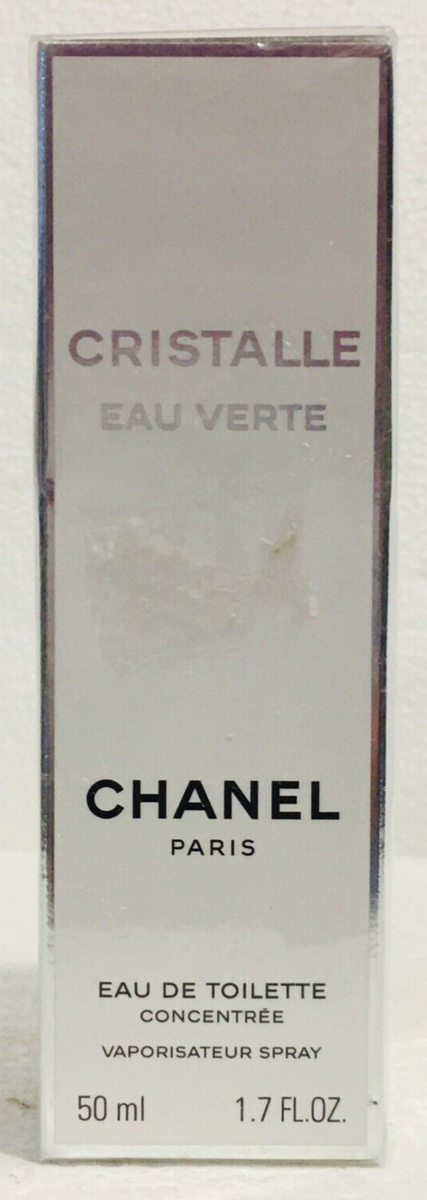 CRISTALLE
EAU VERTE
CHANEL
PARIS
EAU DE TOILETTE
CONCENTRÉE
VAPORISATEUR SPRAY
50 ml 1.7 FL.OZ.